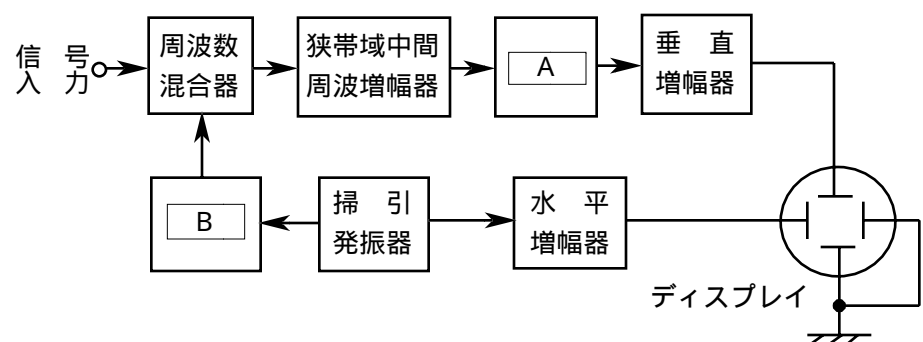 信 号
入 力
周波数
混合器
狭帯域中間
周波増幅器
A
垂 直
増幅器
B
掃 引
発振器
水 平
増幅器
ディスプレイ